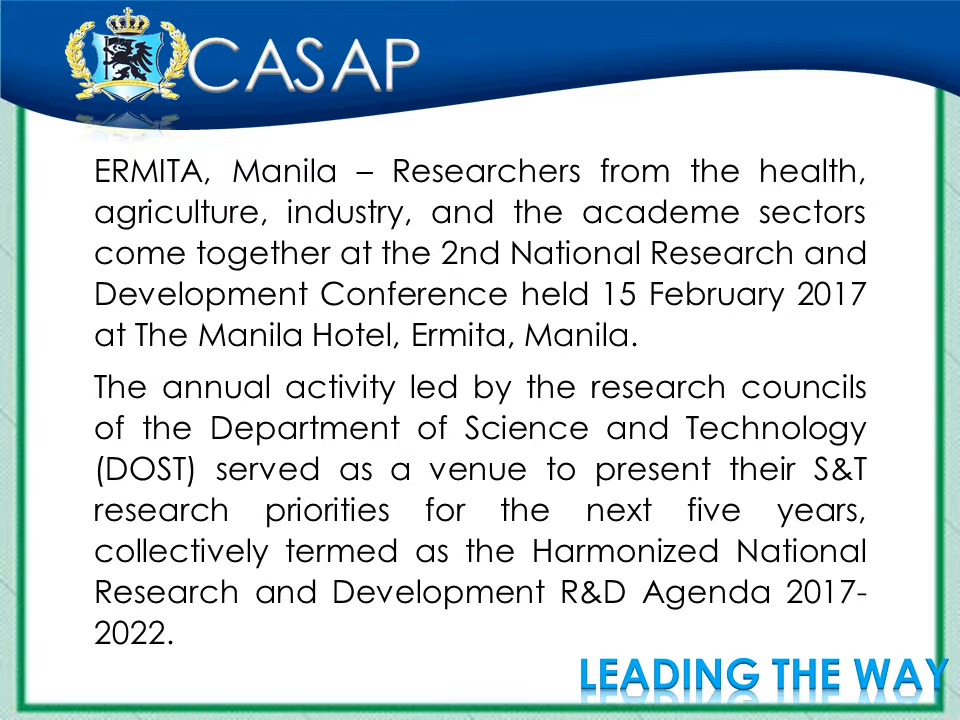 CASAP
ERMITA, Manila – Researchers from the health,
agriculture, industry, and the academe sectors
come together at the 2nd National Research and
Development Conference held 15 February 2017
at The Manila Hotel, Ermita, Manila.
The annual activity led by the research councils
of the Department of Science and Technology
(DOST) served as a venue to present their S&T
research priorities for the next five years,
collectively termed as the Harmonized National
Research and Development R&D Agenda 2017-
2022.
LEADING THE WAY